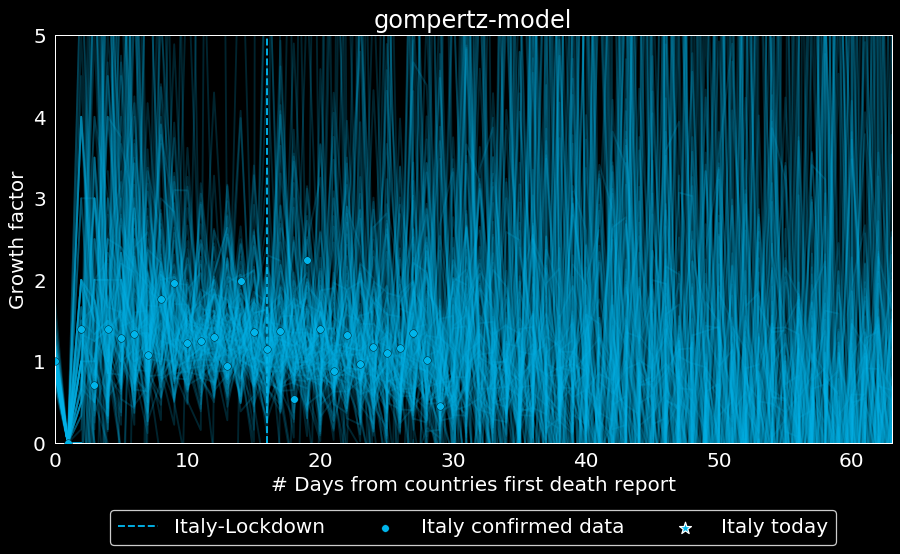 gompertz-model
5
4
3
2
1
0
Growth factor
0 10 20 30 40 50 60
# Days from countries first death report
Italy-Lockdown Italy confirmed data Italy today